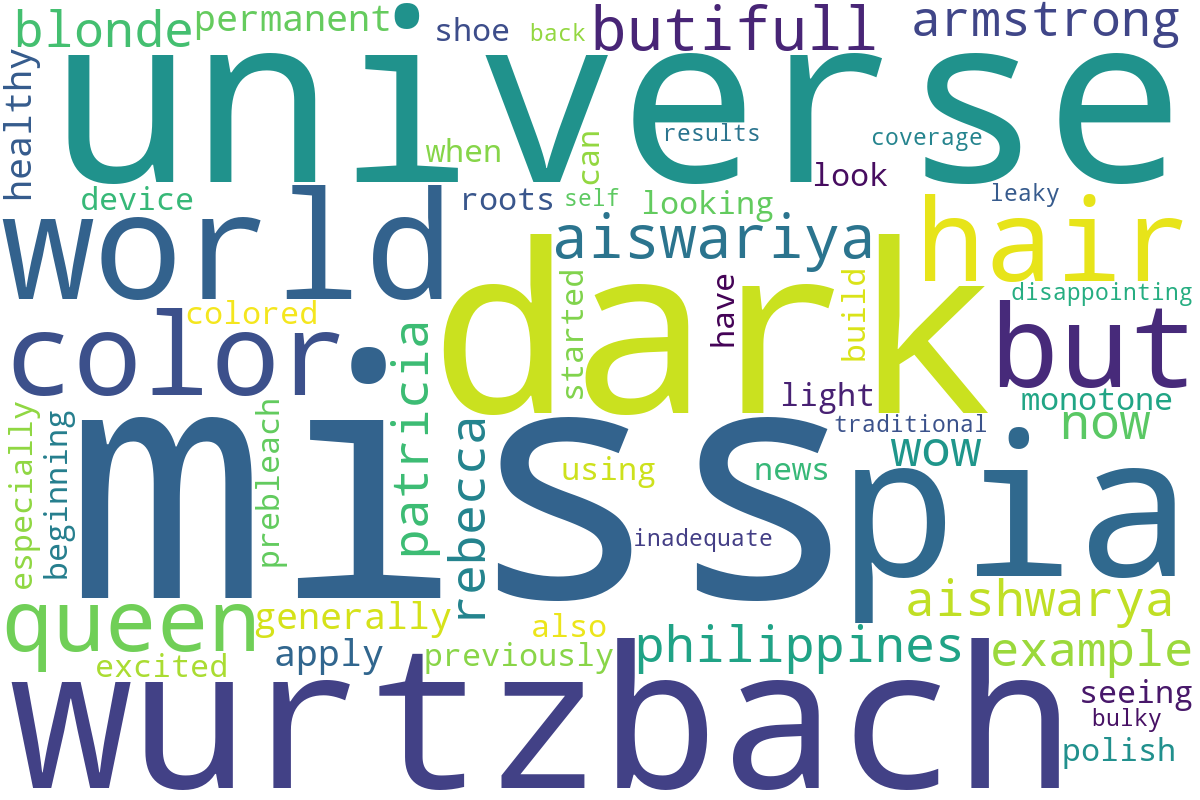 blonde
permanent
shoe
back
butifull
armstrong
universe
healthy
when
can
results
coverage
look
device
roots
self
looking
leaky
world
aiswariya
hair
dark
disappointing
colored
started
have
build
but
color
patricia
light
monotone
traditional
now
wow
especially
beginning
prebleach
miss
rebecca
using
news
pia
inadequate
queen
generally
also
aishwarya
philippines
example
excited
apply
previously
wurtzbach
seeing
bulky
polish